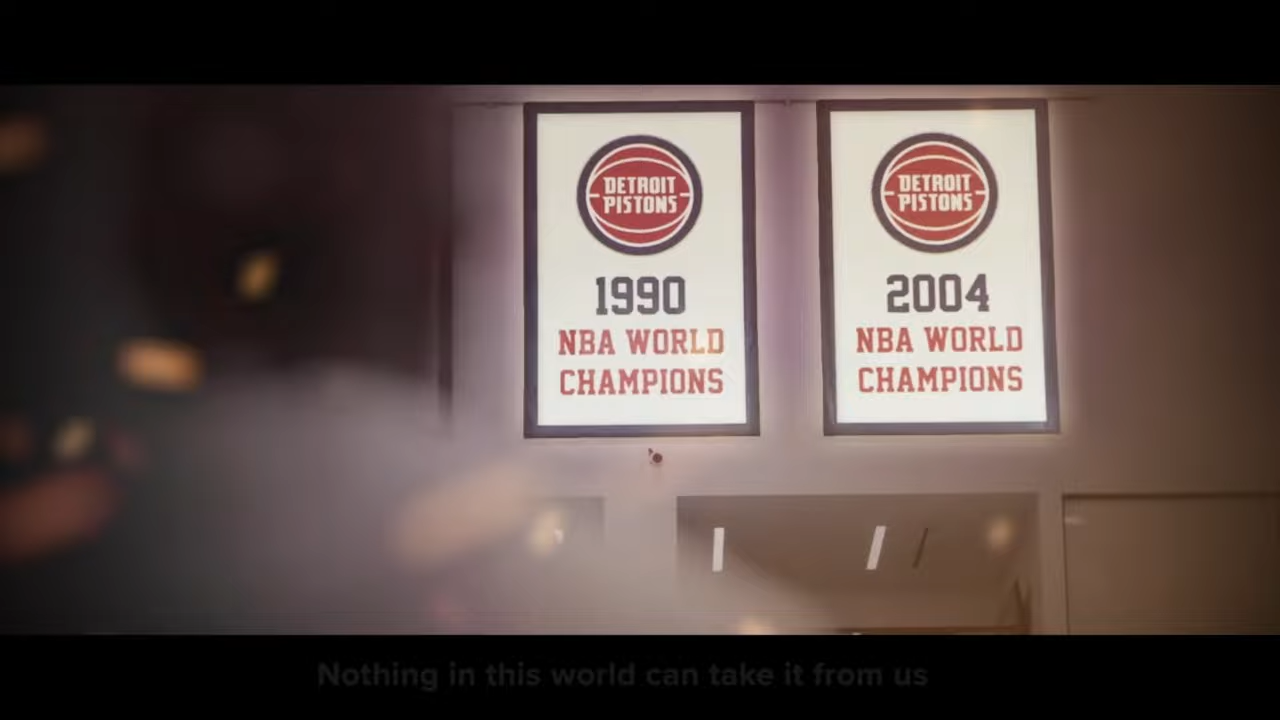 DETROIT
PISTONS
1990
NBA WORLD
CHAMPIONS
DETROIT
PISTONS
2004
NBA WORLD
CHAMPIONS
Nothing in this world can take it from us